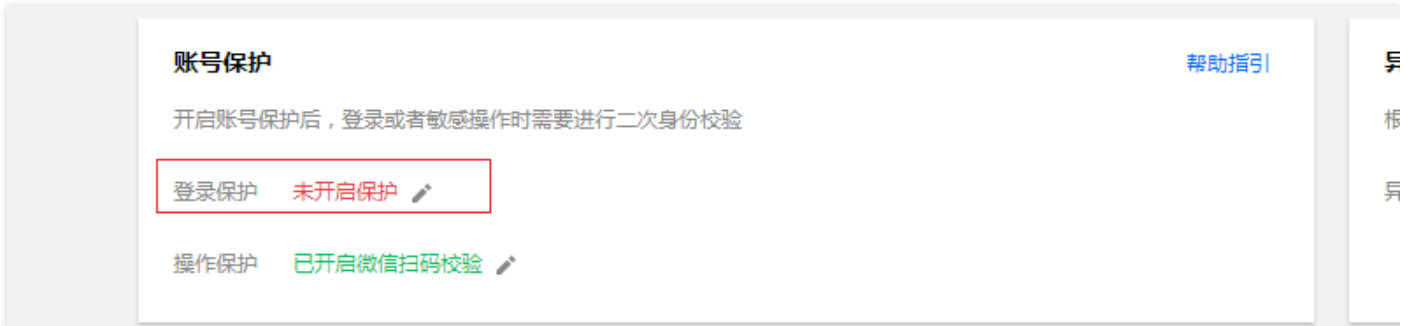 账号保护 帮助指引
开启账号保护后，登录或者敏感操作时需要进行二次身份校验
登录保护 未开启保护
操作保护 已开启微信扫码校验